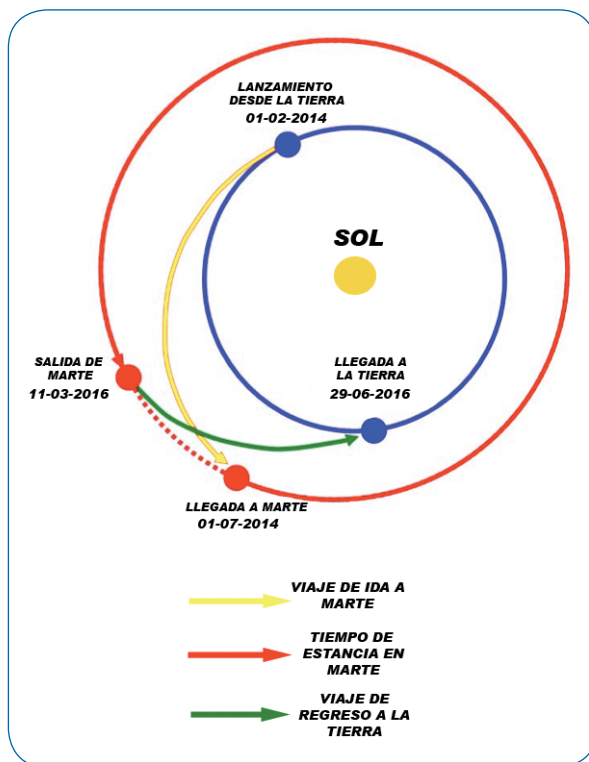 LANZAMIENTO
DESDE LA TIERRA
01-02-2014
SOL
SALIDA DE
MARTE
11-03-2016
LLEGADA A
LA TIERRA
29-06-2016
LLEGADA A MARTE
01-07-2014
VIAJE DE IDA A
MARTE
TIEMPO DE
ESTANCIA EN
MARTE
VIAJE DE
REGRESO A LA
TIERRA